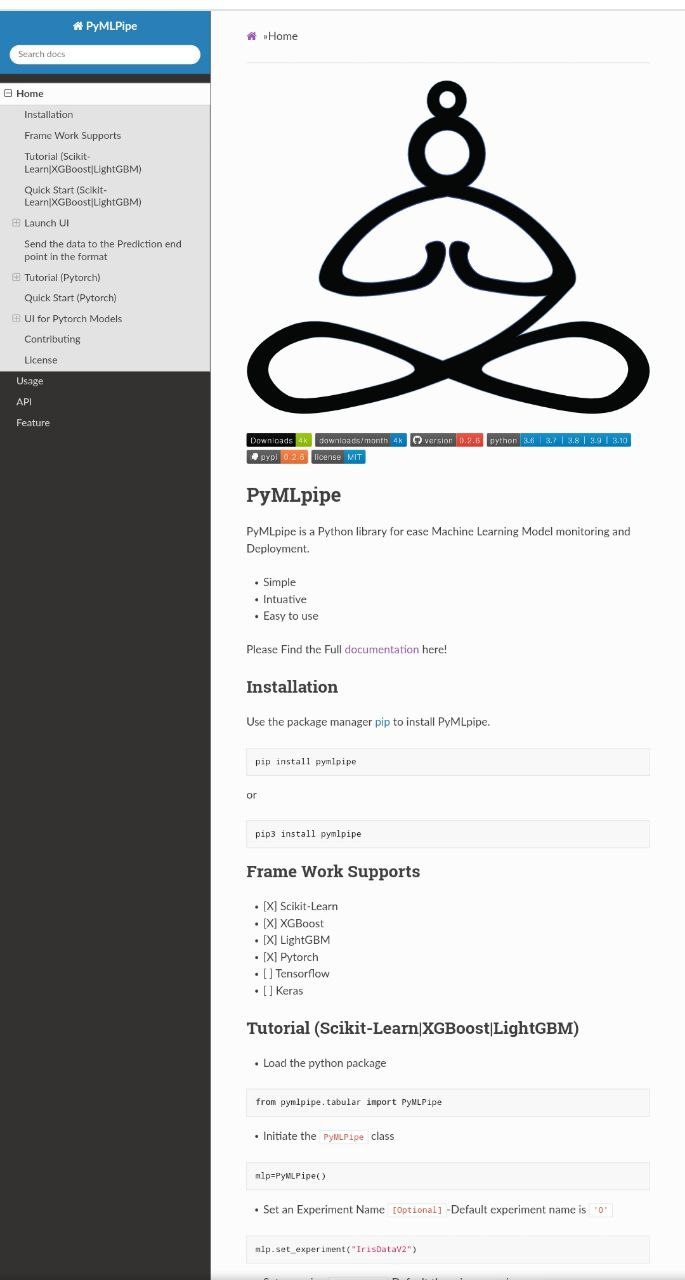 PyMLPipe
Search docs
Home
Installation
Frame Work Supports
Tutorial (Scikit-
Learn|XGBoost|LightGBM)
Quick Start (Scikit-
Learn|XGBoost|LightGBM)
Launch UI
Send the data to the Prediction end
point in the format
Tutorial (Pytorch)
Quick Start (Pytorch)
UI for Pytorch Models
Contributing
License
Usage
API
Feature
»Home
Downloads 4k downloads/month 4k version 0.2.6 python 3.6 | 3.7 | 3.8 | 3.9 | 3.10
pypi 0.2.6 license MIT
PyMLpipe
PyMLpipe is a Python library for ease Machine Learning Model monitoring and
Deployment.
• Simple
• Intuative
• Easy to use
Please Find the Full documentation here!
Installation
Use the package manager pip to install PyMLpipe.
pip install pymlpipe
or
pip3 install pymlpipe
Frame Work Supports
• [X] Scikit-Learn
• [X] XGBoost
• [X] LightGBM
• [X] Pytorch
• [ ] Tensorflow
• [ ] Keras
Tutorial (Scikit-Learn|XGBoost|LightGBM)
• Load the python package
from pymlpipe.tabular import PyMLPipe
• Initiate the PyMLPipe class
mlp=PyMLPipe()
• Set an Experiment Name [Optional] -Default experiment name is '0'
mlp.set_experiment("IrisDataV2")